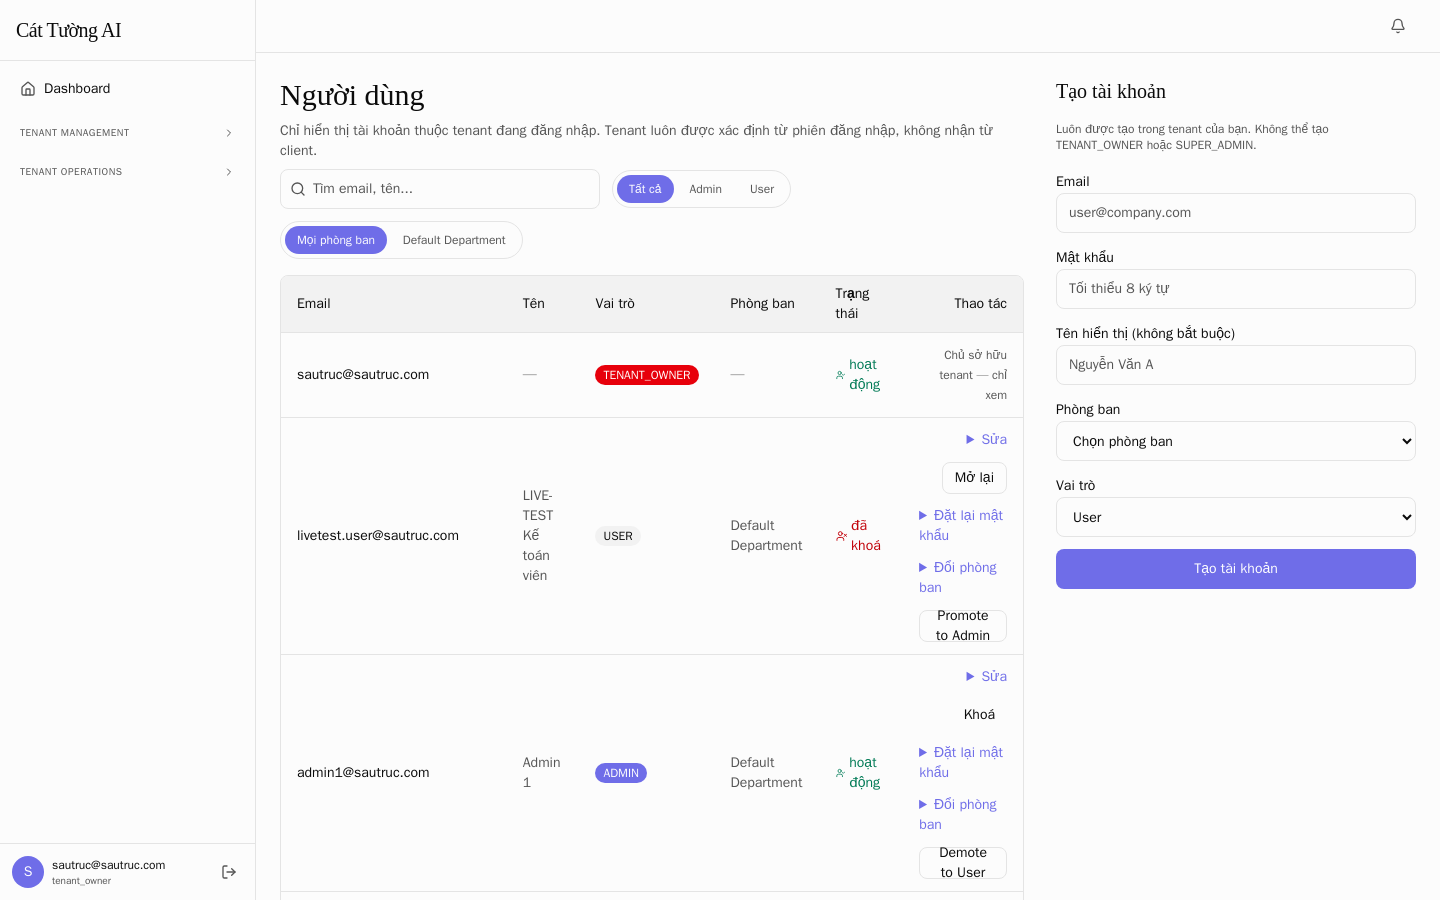 Cát Tường AI
Dashboard
TENANT MANAGEMENT
TENANT OPERATIONS
sautruc@sautruc.com
tenant_owner
S
Người dùng
Chỉ hiển thị tài khoản thuộc tenant đang đăng nhập. Tenant luôn được xác định từ phiên đăng nhập, không nhận từ
client.
Tìm email, tên...
Tất cả
Admin
User
Mọi phòng ban
Default Department
Email
Tên
Vai trò
Phòng ban
Trạng
thái
Thao tác
sautruc@sautruc.com
—
TENANT_OWNER
—
hoạt
động
Chủ sở hữu
tenant — chỉ
xem
livetest.user@sautruc.com
LIVE-
TEST
Kế
toán
viên
USER
Default
Department
đã
khoá
Sửa
Mở lại
Đặt lại mật
khẩu
Đổi phòng
ban
Promote
to Admin
admin1@sautruc.com
Admin
1
ADMIN
Default
Department
hoạt
động
Sửa
Khoá
Đặt lại mật
khẩu
Đổi phòng
ban
Demote
to User
Tạo tài khoản
Luôn được tạo trong tenant của bạn. Không thể tạo
TENANT_OWNER hoặc SUPER_ADMIN.
Email
user@company.com
Mật khẩu
Tối thiểu 8 ký tự
Tên hiển thị (không bắt buộc)
Nguyễn Văn A
Phòng ban
Chọn phòng ban
Vai trò
User
Tạo tài khoản